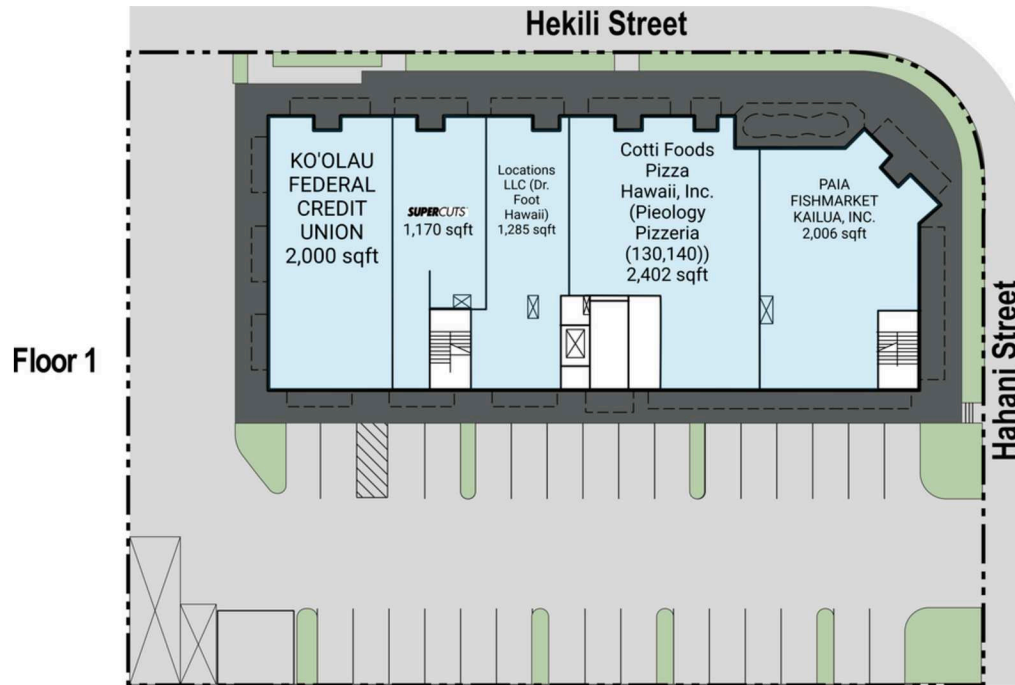 Hekili Street
KO'OLAU
FEDERAL
CREDIT
UNION
2,000 sqft
SUPERCUTS
1,170 sqft
Locations
LLC (Dr.
Foot
Hawaii)
1,285 sqft
Cotti Foods
Pizza
Hawaii, Inc.
(Pieology
Pizzeria
(130,140))
2,402 sqft
PAIA
FISHMARKET
KAILUA, INC.
2,006 sqft
Floor 1
Hahani Street